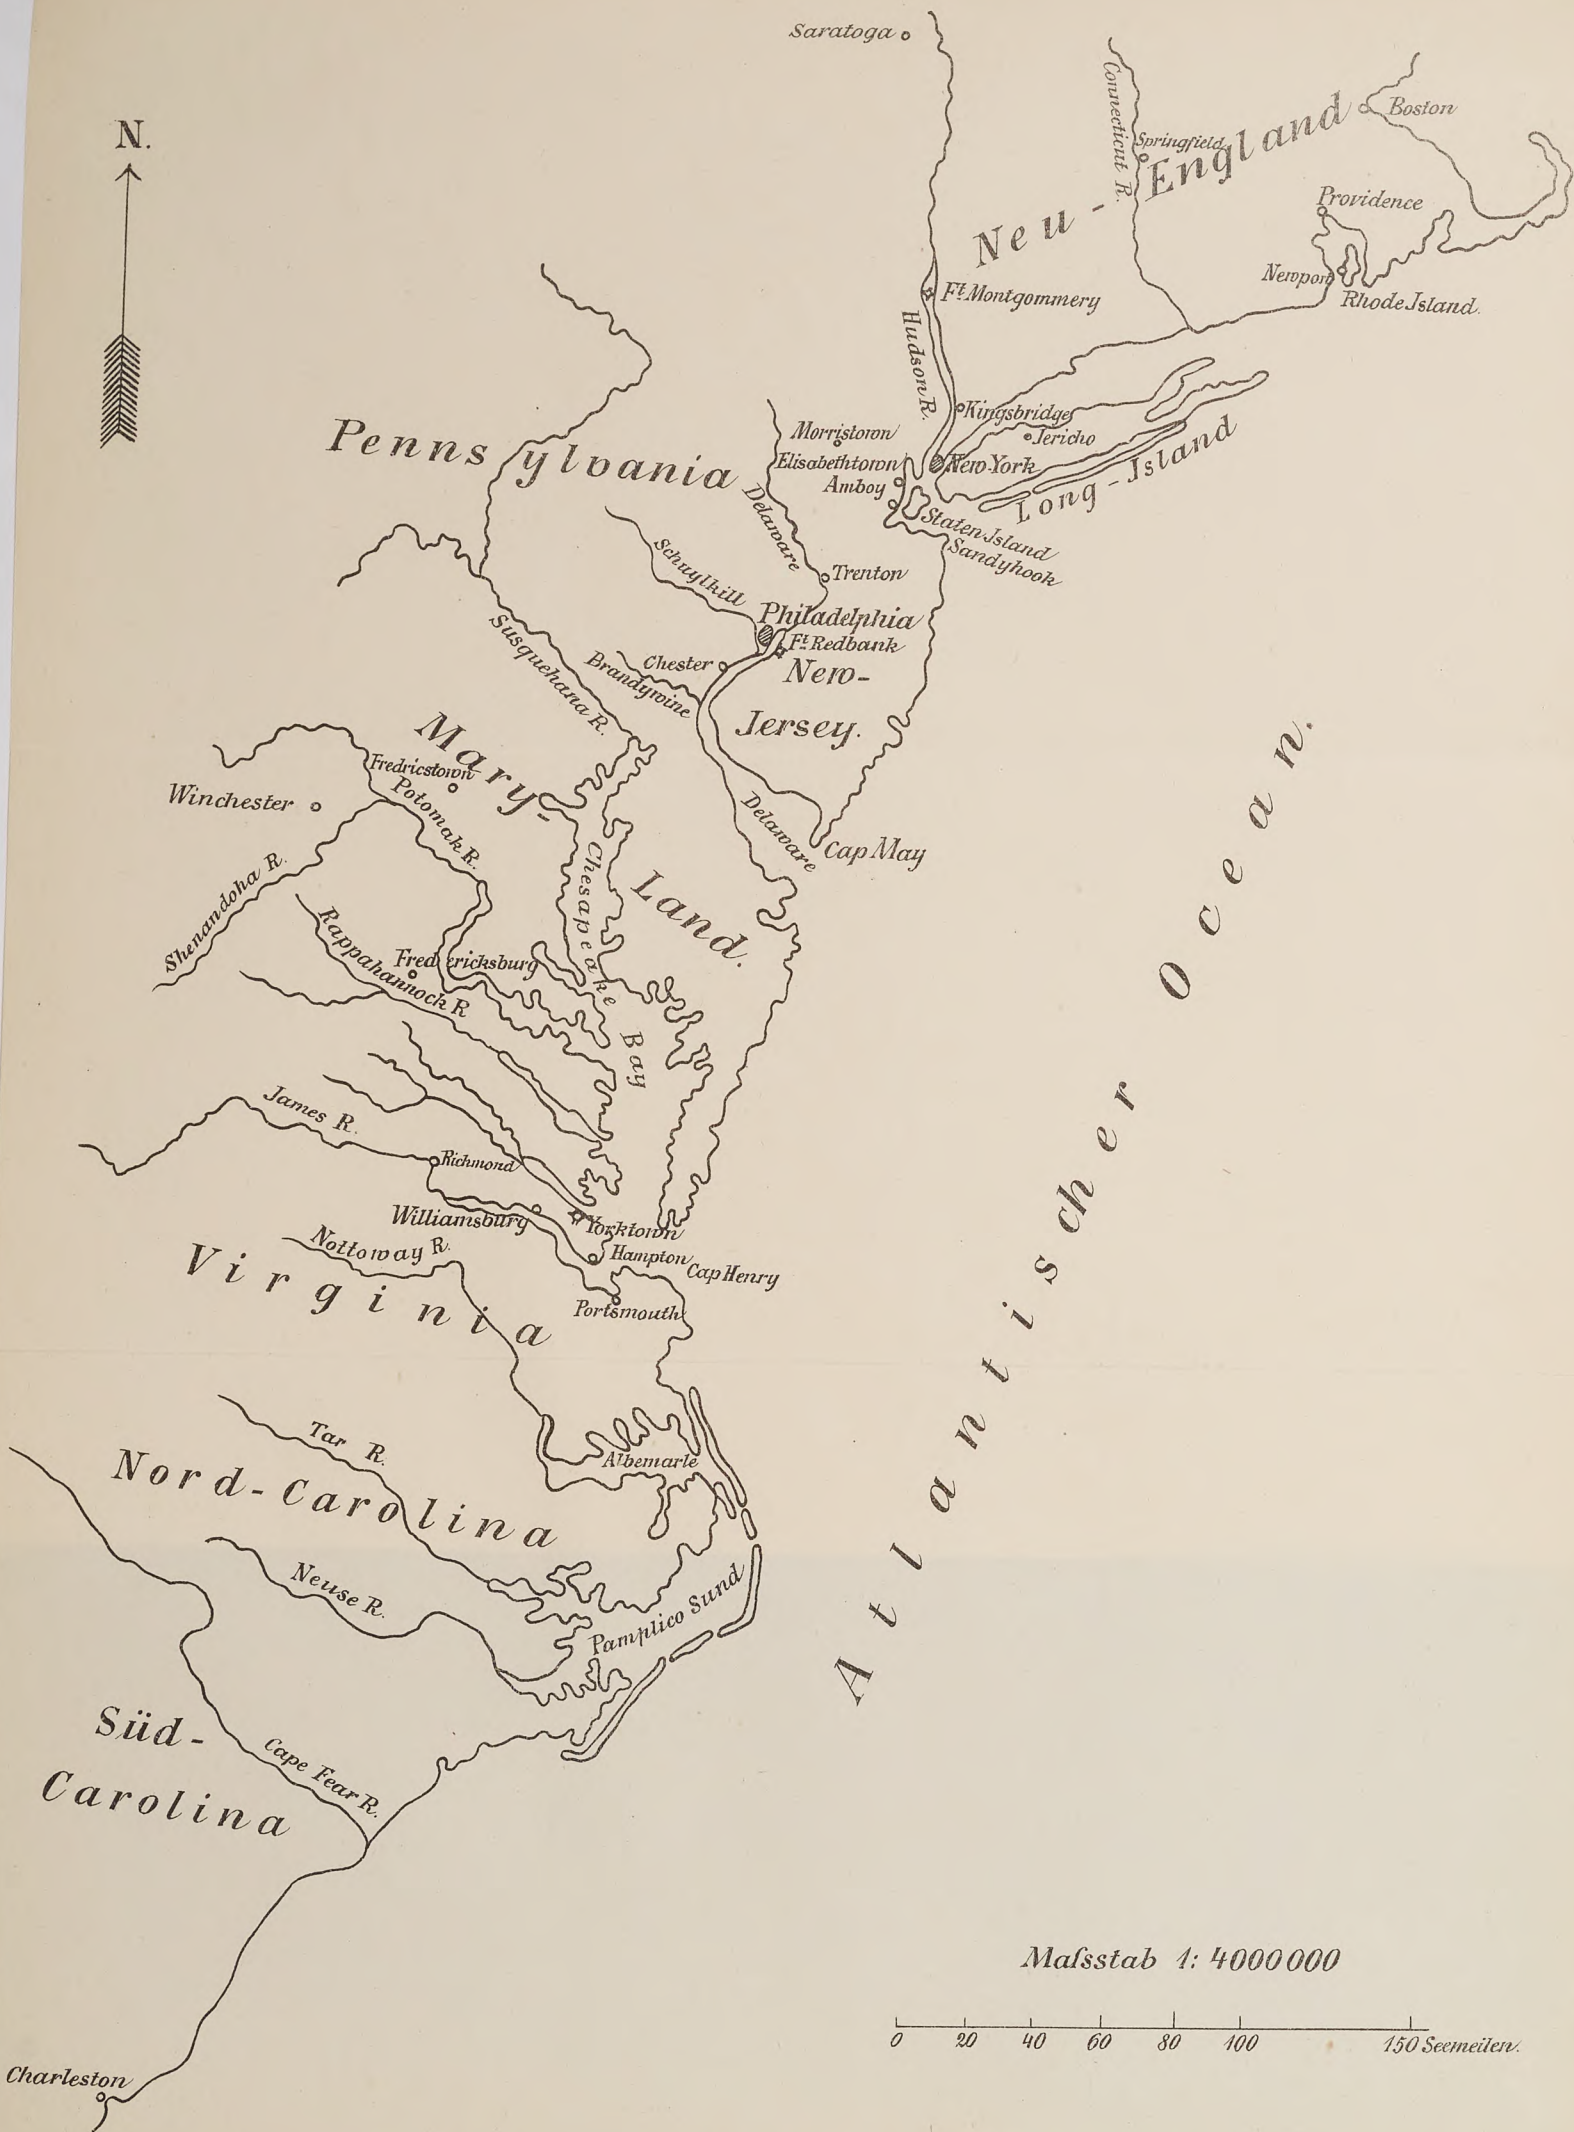 Saratoga
N.
Connecticut R.
Springfield
Boston
Neu-England
Providence
Newport
Rhode Island.
Ft. Montgommery
Hudson R.
Kingsbridge
Jericho
Morristown
Elisabethtown
New-York
Amboy
Long-Island
Staten Island
Sandyhook
Pennsylvania
Delaware
Schuylkill
Trenton
Philadelphia
Ft. Redbank
Chester
Brandywine
New-
Jersey.
Susquehana R.
Mary-
Land.
Fredricstown
Winchester
Potomak R.
Delaware
Cap May
Chesapeake Bay
Shenandoha R.
Rappahannock R
Fredericksburg
James R.
Richmond
Williamsburg
Yorktown
Hampton
Cap Henry
Portsmouth
Nottoway R.
Virginia
Atlantischer Ocean.
Tar R.
Albemarle
Nord-Carolina
Neuse R.
Pamplico Sund
Süd-
Carolina
Cape Fear R.
Charleston
Maſsstab 1: 4000000
0 20 40 60 80 100 150 Seemeilen.